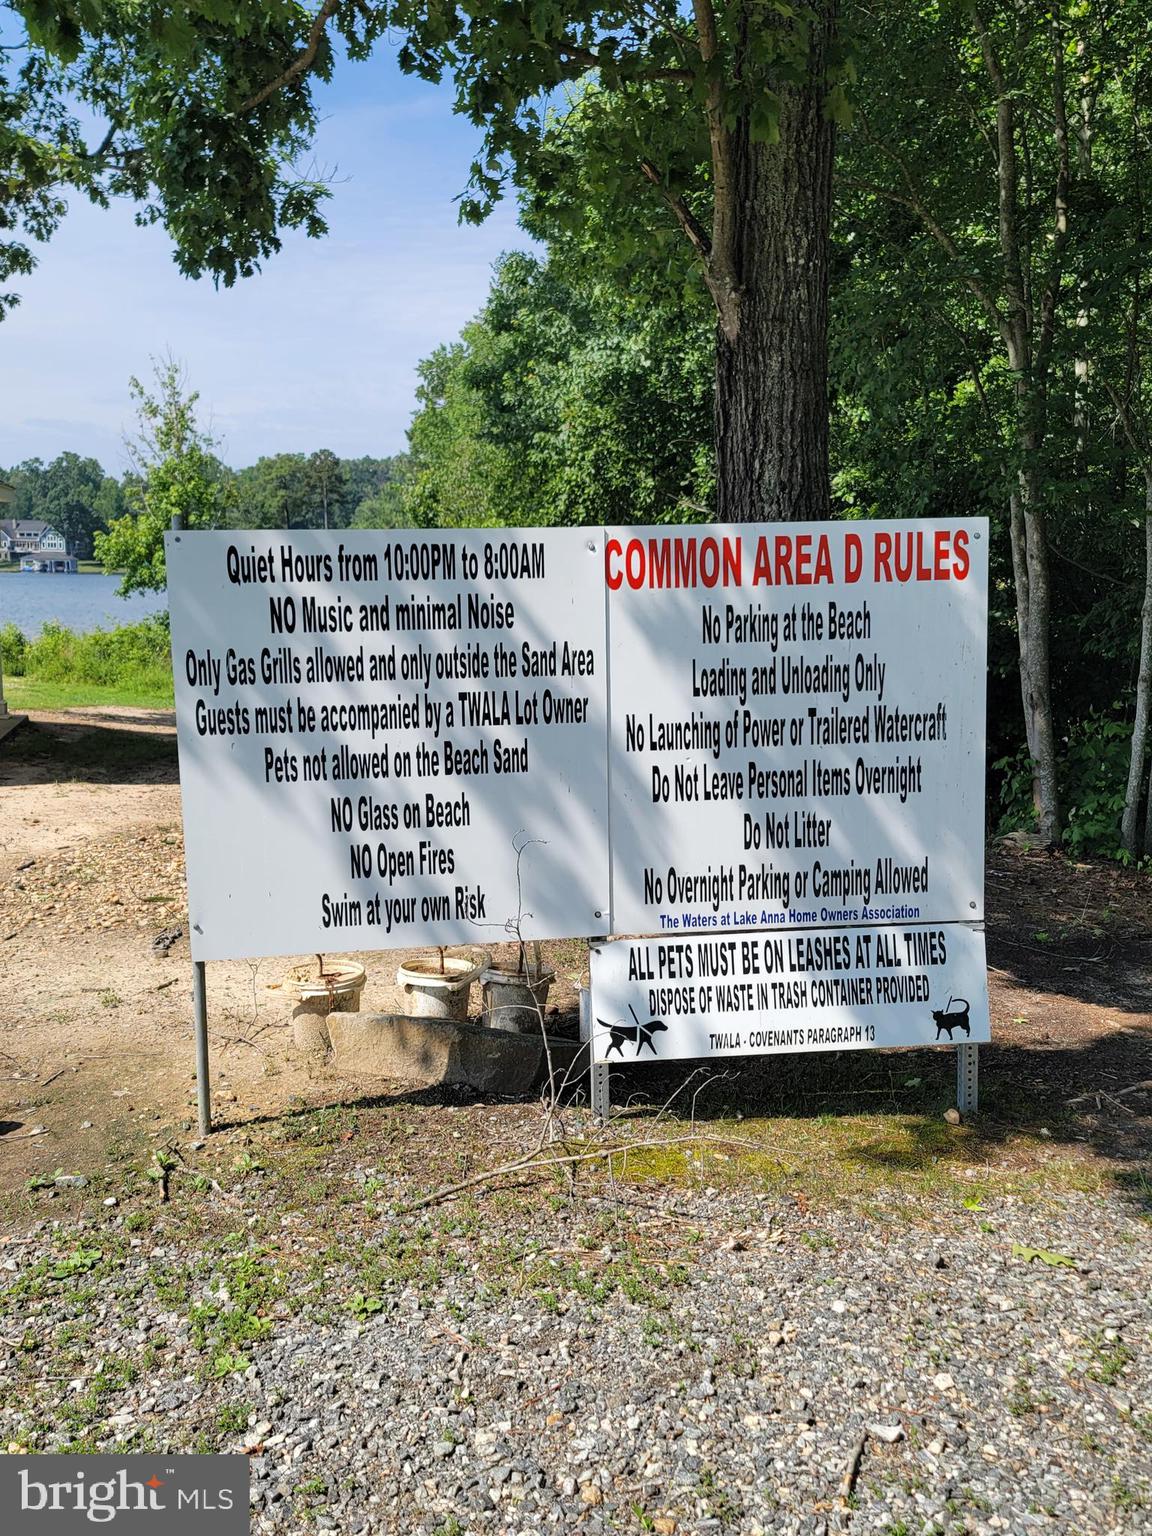 Quiet Hours from 10:00PM to 8:00AM
NO Music and minimal Noise
Only Gas Grills allowed and only outside the Sand Area
Guests must be accompanied by a TWALA Lot Owner
Pets not allowed on the Beach Sand
NO Glass on Beach
NO Open Fires
Swim at your own Risk
COMMON AREA D RULES
No Parking at the Beach
Loading and Unloading Only
No Launching of Power or Trailered Watercraft
Do Not Leave Personal Items Overnight
Do Not Litter
No Overnight Parking or Camping Allowed
The Waters at Lake Anna Home Owners Association
ALL PETS MUST BE ON LEASHES AT ALL TIMES
DISPOSE OF WASTE IN TRASH CONTAINER PROVIDED
TWALA - COVENANTS PARAGRAPH 13
bright™ MLS